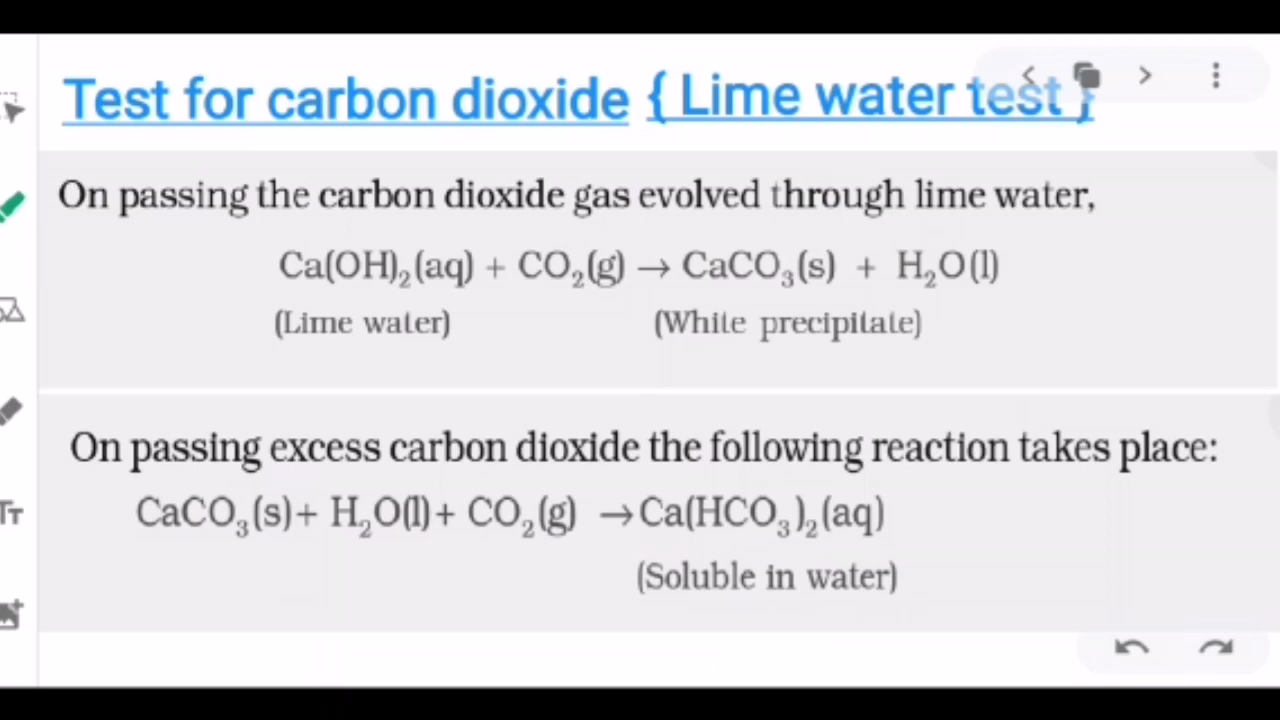 Test for carbon dioxide { Lime water test }
On passing the carbon dioxide gas evolved through lime water,
Ca(OH)₂(aq) + CO₂(g) → CaCO₃(s) + H₂O(l)
(Lime water) (White precipitate)
On passing excess carbon dioxide the following reaction takes place:
CaCO₃(s)+ H₂O(l)+ CO₂(g) →Ca(HCO₃)₂(aq)
(Soluble in water)
Tт